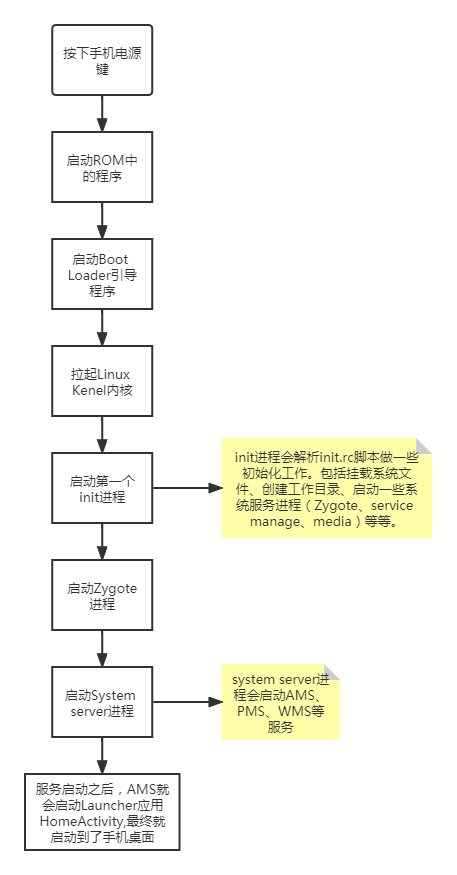 按下手机电源
键
启动ROM中
的程序
启动Boot
Loader引导
程序
拉起Linux
Kenel内核
启动第一个
init进程
init进程会解析init.rc脚本做一些
初始化工作。包括挂载系统文
件、创建工作目录、启动一些系
统服务进程（Zygote、service
manage、media）等等。
启动Zygote
进程
启动System
server进程
system server进
程会启动AMS、
PMS、WMS等
服务
服务启动之后，AMS就
会启动Launcher应用
HomeActivity,最终就
启动到了手机桌面